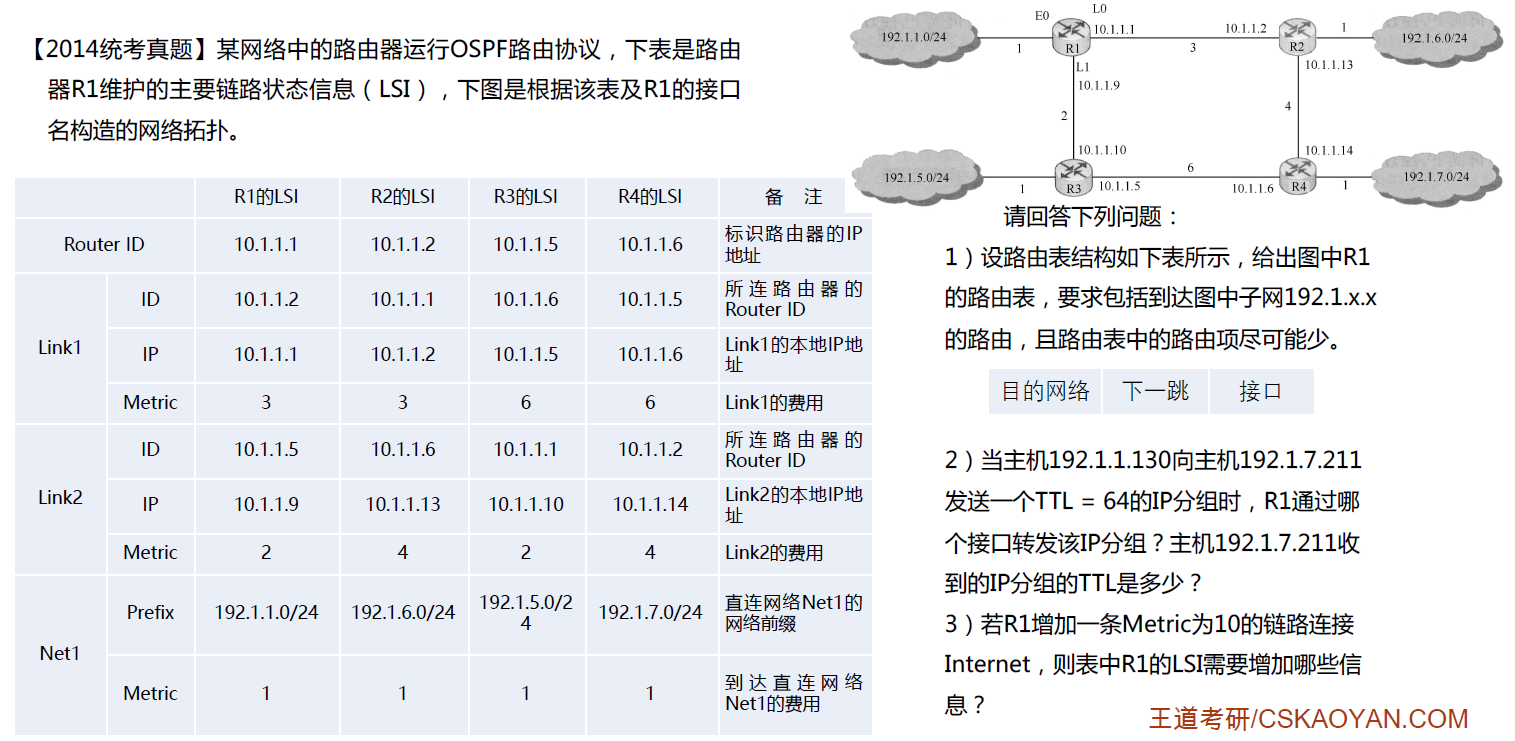 【2014统考真题】某网络中的路由器运行OSPF路由协议，下表是路由
器R1维护的主要链路状态信息（LSI），下图是根据该表及R1的接口
名构造的网络拓扑。
R1的LSI R2的LSI R3的LSI R4的LSI 备 注
Router ID 10.1.1.1 10.1.1.2 10.1.1.5 10.1.1.6 标识路由器的IP
地址
Link1
ID 10.1.1.2 10.1.1.1 10.1.1.6 10.1.1.5 所连路由器的
Router ID
IP 10.1.1.1 10.1.1.2 10.1.1.5 10.1.1.6 Link1的本地IP地
址
Metric 3 3 6 6 Link1的费用
Link2
ID 10.1.1.5 10.1.1.6 10.1.1.1 10.1.1.2 所连路由器的
Router ID
IP 10.1.1.9 10.1.1.13 10.1.1.10 10.1.1.14 Link2的本地IP地
址
Metric 2 4 2 4 Link2的费用
Net1
Prefix 192.1.1.0/24 192.1.6.0/24 192.1.5.0/2 192.1.7.0/24 直连网络Net1的
4 网络前缀
Metric 1 1 1 1 到达直连网络
Net1的费用
L0
E0
10.1.1.1 10.1.1.2 1
192.1.1.0/24 192.1.6.0/24
1 R1 3 R2
L1 10.1.1.13
10.1.1.9
2 4
10.1.1.10 10.1.1.14
6
192.1.5.0/24 192.1.7.0/24
1 R3 10.1.1.5 10.1.1.6 R4 1
请回答下列问题：
1）设路由表结构如下表所示，给出图中R1
的路由表，要求包括到达图中子网192.1.x.x
的路由，且路由表中的路由项尽可能少。
目的网络 下一跳 接口
2）当主机192.1.1.130向主机192.1.7.211
发送一个TTL = 64的IP分组时，R1通过哪
个接口转发该IP分组？主机192.1.7.211收
到的IP分组的TTL是多少？
3）若R1增加一条Metric为10的链路连接
Internet，则表中R1的LSI需要增加哪些信
息？
王道考研/CSKAOYAN.COM